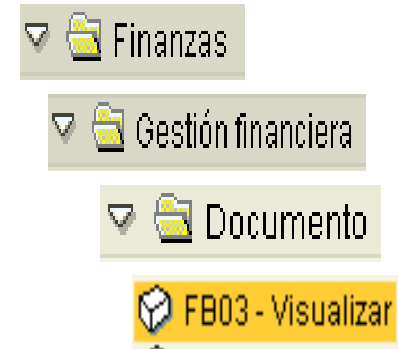 Finanzas
Gestión financiera
Documento
FB03 - Visualizar